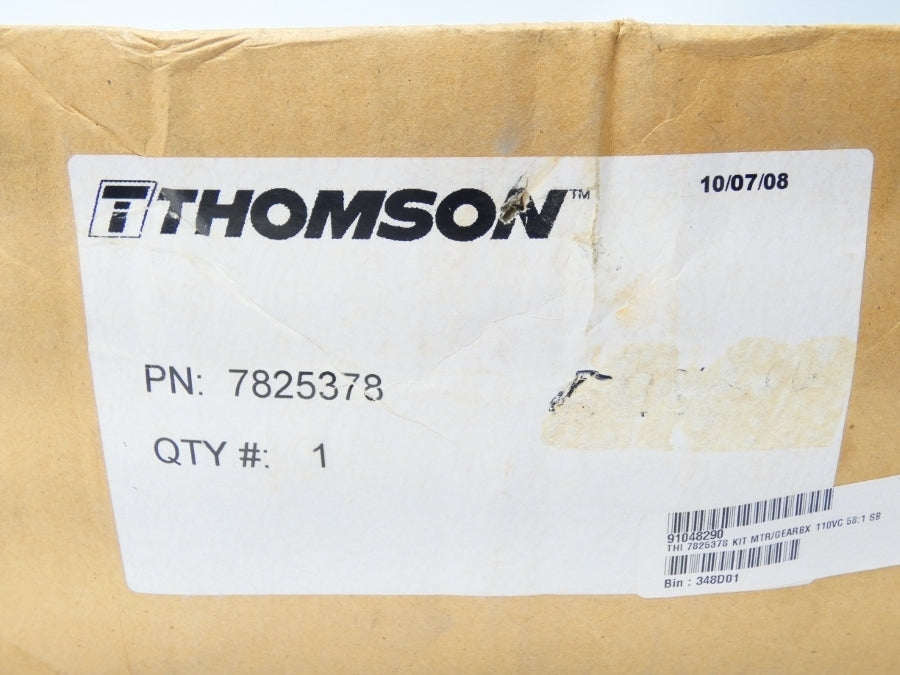 T THOMSON™
10/07/08
PN: 7825378
QTY #: 1
91048290
THI 7825378 KIT MTR/GEARBX 110VC 58:1 SB
Bin : 348D01